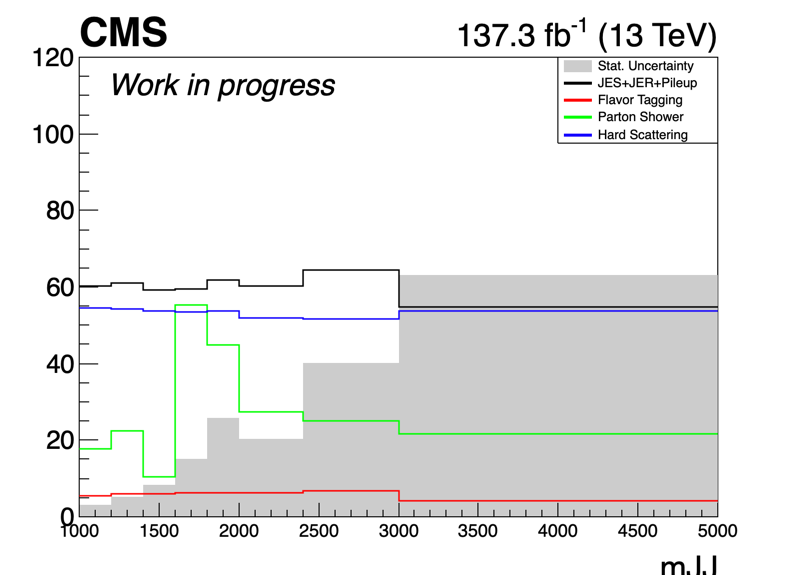 CMS
137.3 fb-1 (13 TeV)
Work in progress
Stat. Uncertainty
JES+JER+Pileup
Flavor Tagging
Parton Shower
Hard Scattering
120
100
80
60
40
20
0
1000 1500 2000 2500 3000 3500 4000 4500 5000
mJJ